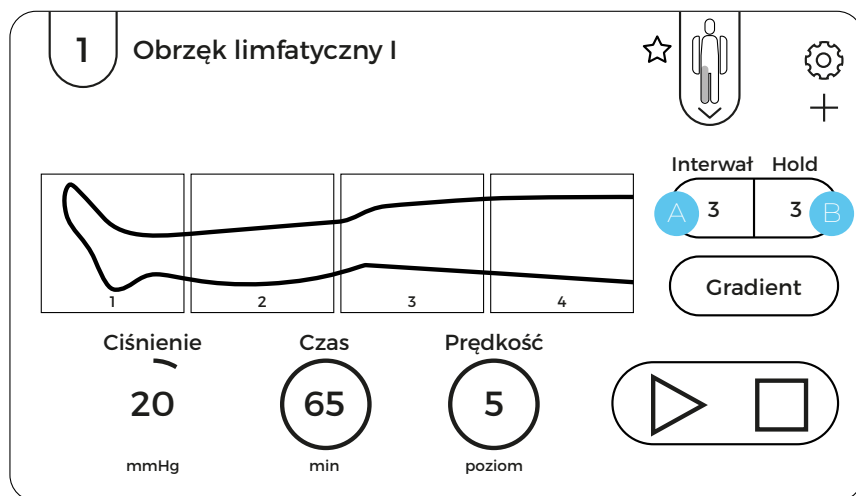 1 Obrzęk limfatyczny I
Interwał Hold
A 3 3 B
1 2 3 4
Gradient
Ciśnienie Czas Prędkość
20 65 5
mmHg min poziom